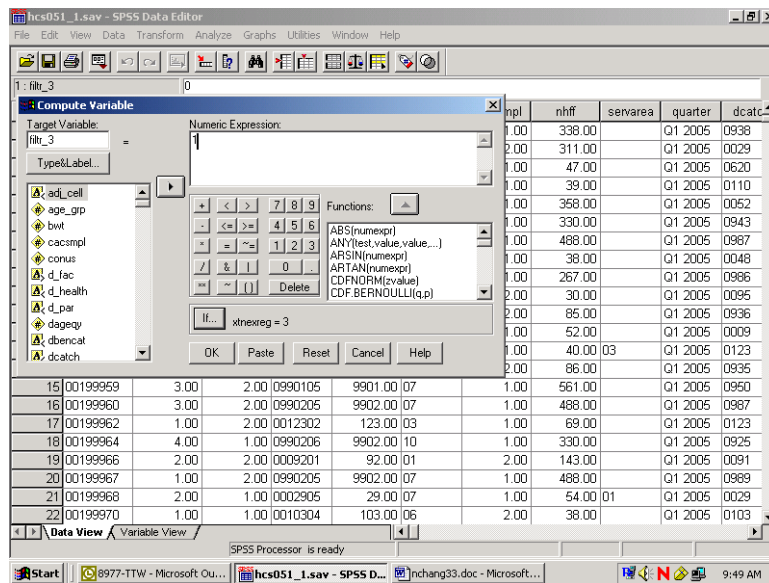 hcs051_1.sav - SPSS Data Editor
File Edit View Data Transform Analyze Graphs Utilities Window Help
1 : filtr_3 0
Compute Variable
Target Variable:
filtr_3 =
Type&Label...
Numeric Expression:
1
adj_cell
age_grp
bwt
cacsmpl
conus
d_fac
d_health
d_par
dageqy
dbencat
dcatch
+ < > 7 8 9
- <= >= 4 5 6
* = ~= 1 2 3
/ & | 0 .
** ~ () Delete
Functions:
ABS(numexpr)
ANY(test,value,value,...)
ARSIN(numexpr)
ARTAN(numexpr)
CDFNORM(zvalue)
CDF.BERNOULLI(q,p)
If... xtnexreg = 3
OK Paste Reset Cancel Help
mpl nhff servarea quarter dcatc
1.00 338.00 Q1 2005 0938
2.00 311.00 Q1 2005 0029
1.00 47.00 Q1 2005 0620
1.00 39.00 Q1 2005 0110
1.00 358.00 Q1 2005 0052
1.00 330.00 Q1 2005 0943
1.00 488.00 Q1 2005 0987
1.00 38.00 Q1 2005 0048
1.00 267.00 Q1 2005 0986
2.00 30.00 Q1 2005 0095
2.00 85.00 Q1 2005 0936
1.00 52.00 Q1 2005 0009
1.00 40.00 03 Q1 2005 0123
2.00 86.00 Q1 2005 0935
15 00199959 3.00 2.00 0990105 9901.00 07 1.00 561.00 Q1 2005 0950
16 00199960 3.00 2.00 0990205 9902.00 07 1.00 488.00 Q1 2005 0987
17 00199962 1.00 2.00 0012302 123.00 03 1.00 69.00 Q1 2005 0123
18 00199964 4.00 1.00 0990206 9902.00 10 1.00 330.00 Q1 2005 0925
19 00199966 2.00 2.00 0009201 92.00 01 2.00 143.00 Q1 2005 0091
20 00199967 1.00 2.00 0990205 9902.00 07 1.00 488.00 Q1 2005 0989
21 00199968 2.00 1.00 0002905 29.00 07 1.00 54.00 01 Q1 2005 0029
22 00199970 1.00 1.00 0010304 103.00 06 2.00 38.00 Q1 2005 0103
Data View Variable View
SPSS Processor is ready
Start 8977-TTW - Microsoft Ou... hcs051_1.sav - SPSS D... nchang33.doc - Microsoft... 9:49 AM